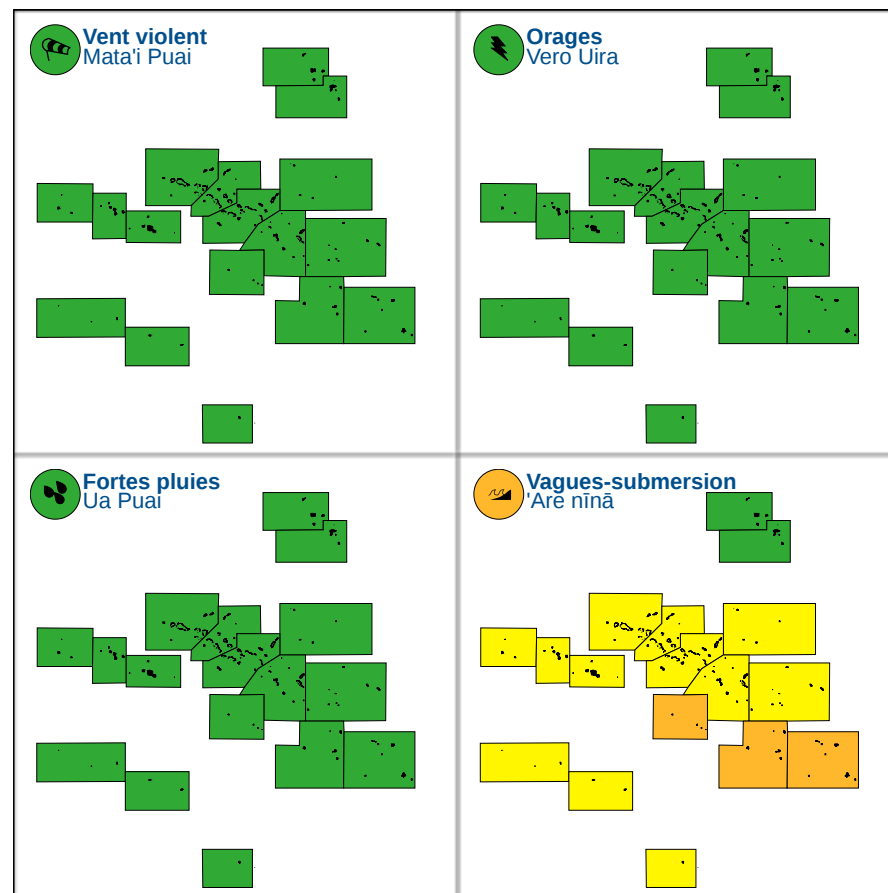 Vent violent
Mata'i Puai
Orages
Vero Uira
Fortes pluies
Ua Puai
Vagues-submersion
'Are nīnā